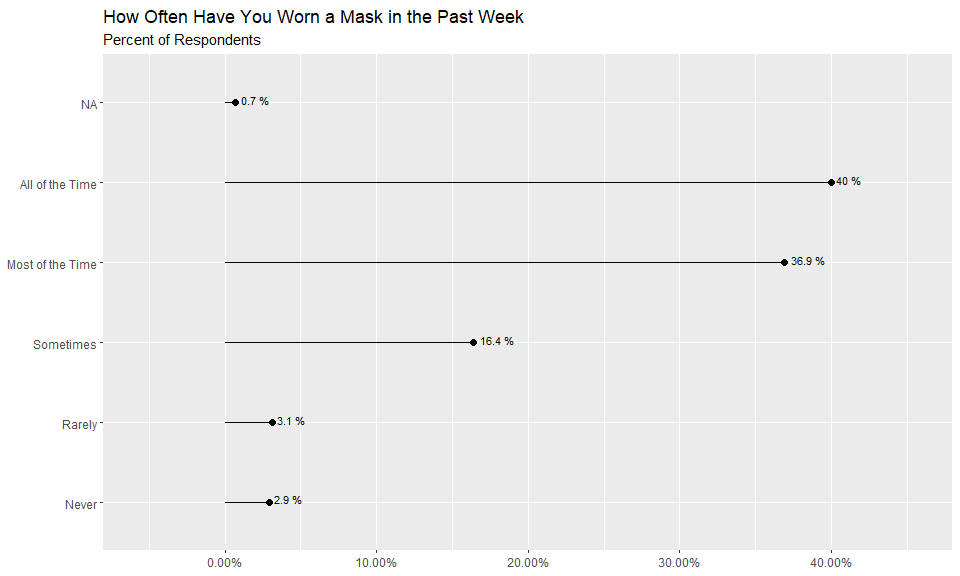 How Often Have You Worn a Mask in the Past Week
Percent of Respondents
NA 0.7 %
All of the Time 40 %
Most of the Time 36.9 %
Sometimes 16.4 %
Rarely 3.1 %
Never 2.9 %
0.00% 10.00% 20.00% 30.00% 40.00%